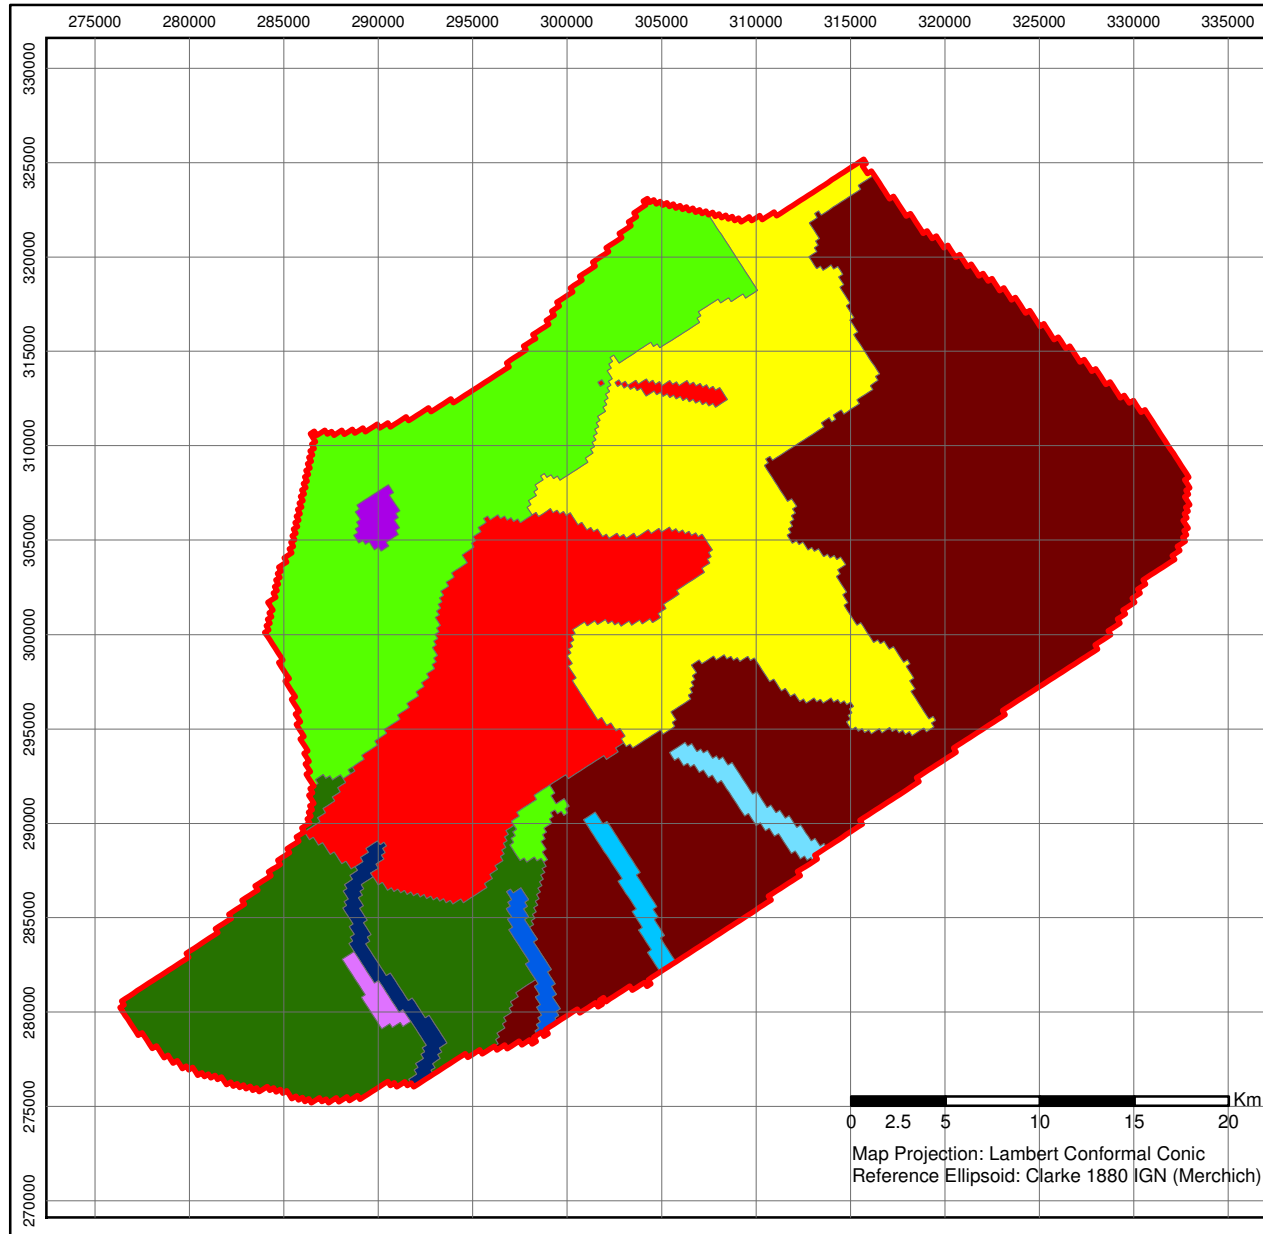 275000 280000 285000 290000 295000 300000 305000 310000 315000 320000 325000 330000 335000
330000
325000
320000
315000
310000
305000
300000
295000
290000
285000
280000
275000
270000
Km
0 2.5 5 10 15 20
Map Projection: Lambert Conformal Conic
Reference Ellipsoid: Clarke 1880 IGN (Merchich)